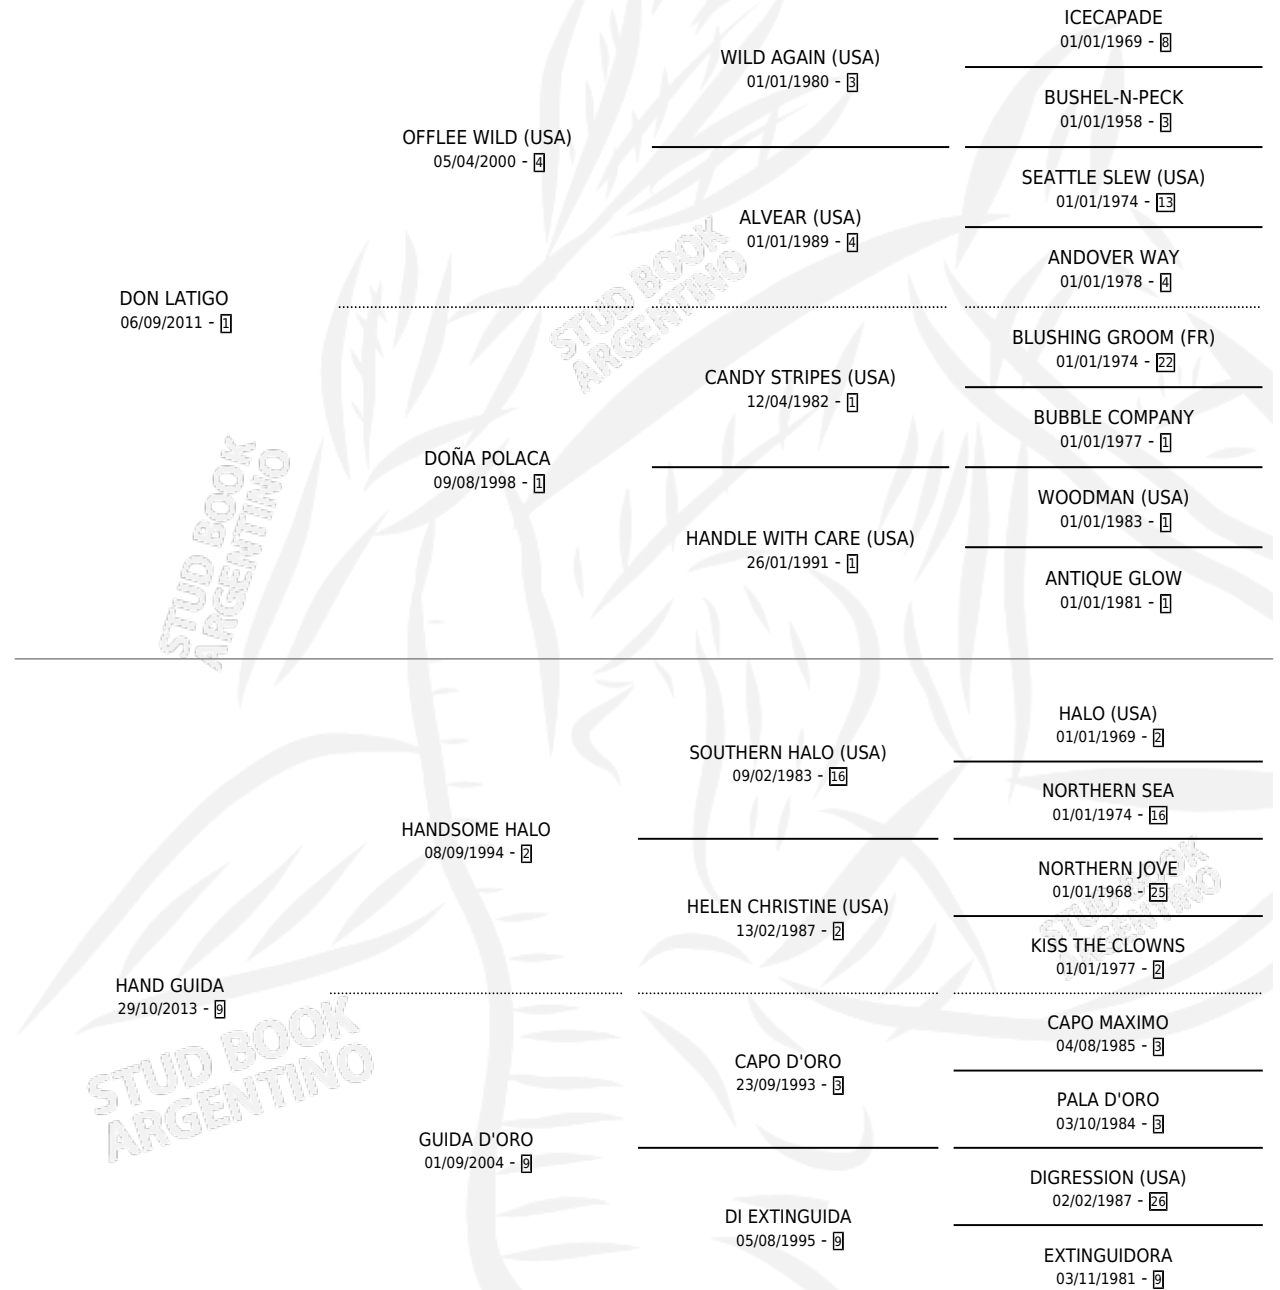 ICECAPADE
01/01/1969 - 8
WILD AGAIN (USA)
01/01/1980 - 3
BUSHEL-N-PECK
01/01/1958 - 3
OFFLEE WILD (USA)
05/04/2000 - 4
SEATTLE SLEW (USA)
01/01/1974 - 13
ALVEAR (USA)
01/01/1989 - 4
ANDOVER WAY
01/01/1978 - 4
DON LATIGO
06/09/2011 - 1
BLUSHING GROOM (FR)
01/01/1974 - 22
CANDY STRIPES (USA)
12/04/1982 - 1
BUBBLE COMPANY
01/01/1977 - 1
DOÑA POLACA
09/08/1998 - 1
WOODMAN (USA)
01/01/1983 - 1
HANDLE WITH CARE (USA)
26/01/1991 - 1
ANTIQUE GLOW
01/01/1981 - 1
HALO (USA)
01/01/1969 - 2
SOUTHERN HALO (USA)
09/02/1983 - 16
NORTHERN SEA
01/01/1974 - 16
HANDSOME HALO
08/09/1994 - 2
NORTHERN JOVE
01/01/1968 - 25
HELEN CHRISTINE (USA)
13/02/1987 - 2
KISS THE CLOWNS
01/01/1977 - 2
HAND GUIDA
29/10/2013 - 9
CAPO MAXIMO
04/08/1985 - 3
CAPO D'ORO
23/09/1993 - 3
PALA D'ORO
03/10/1984 - 3
GUIDA D'ORO
01/09/2004 - 9
DIGRESSION (USA)
02/02/1987 - 26
DI EXTINGUIDA
05/08/1995 - 9
EXTINGUIDORA
03/11/1981 - 9
STUD BOOK
ARGENTINO
STUD BOOK
ARGENTINO
STUD BOOK
ARGENTINO
STUD BOOK
ARGENTINO